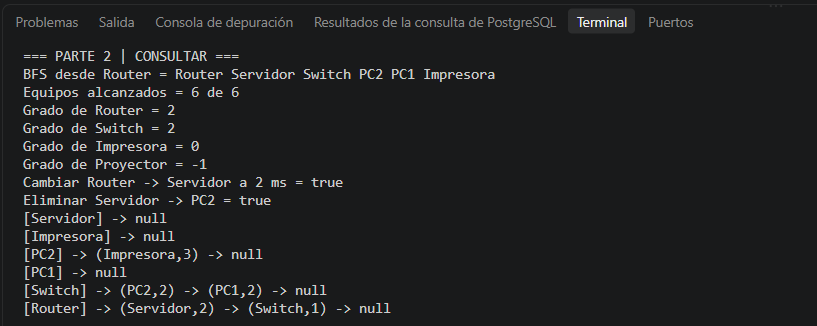 Problemas Salida Consola de depuración Resultados de la consulta de PostgreSQL Terminal Puertos
=== PARTE 2 | CONSULTAR ===
BFS desde Router = Router Servidor Switch PC2 PC1 Impresora
Equipos alcanzados = 6 de 6
Grado de Router = 2
Grado de Switch = 2
Grado de Impresora = 0
Grado de Proyector = -1
Cambiar Router -> Servidor a 2 ms = true
Eliminar Servidor -> PC2 = true
[Servidor] -> null
[Impresora] -> null
[PC2] -> (Impresora,3) -> null
[PC1] -> null
[Switch] -> (PC2,2) -> (PC1,2) -> null
[Router] -> (Servidor,2) -> (Switch,1) -> null